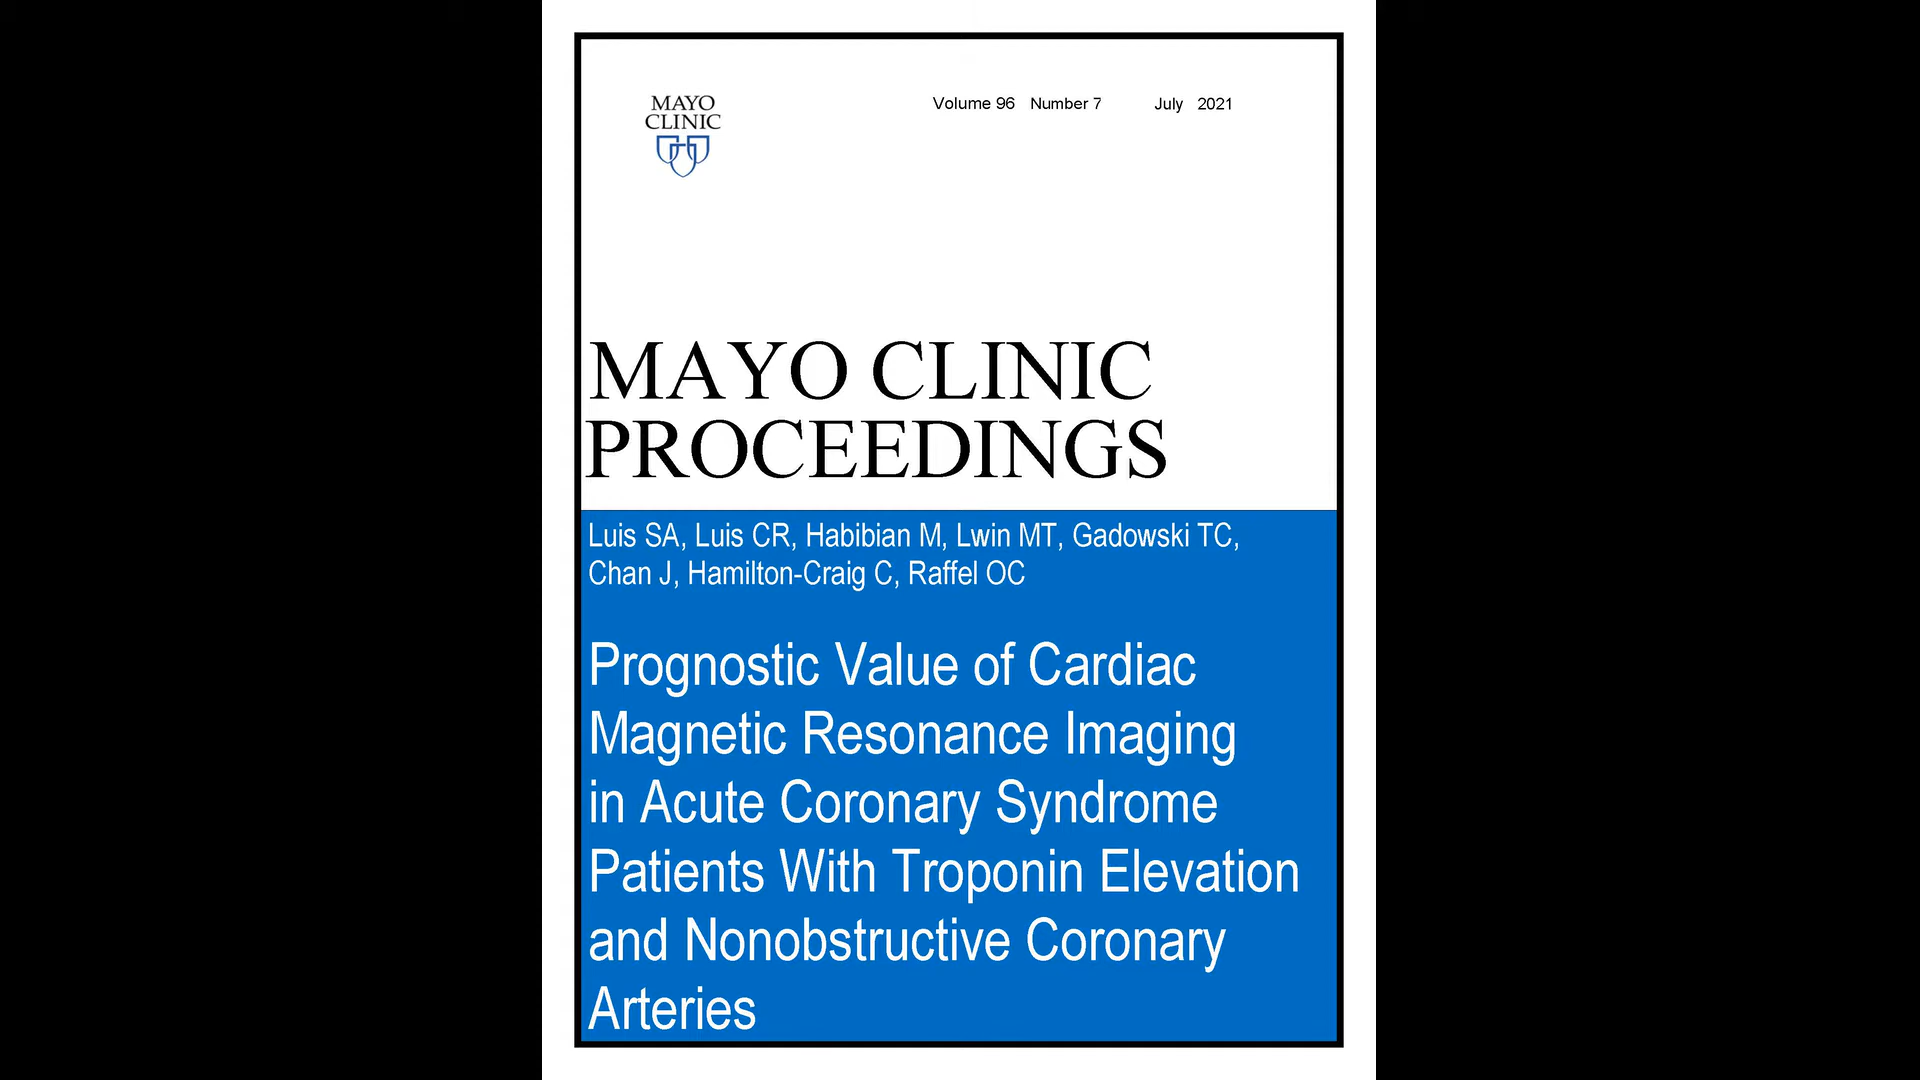 MAYO
CLINIC
Volume 96 Number 7 July 2021
MAYO CLINIC
PROCEEDINGS
Luis SA, Luis CR, Habibian M, Lwin MT, Gadowski TC,
Chan J, Hamilton-Craig C, Raffel OC
Prognostic Value of Cardiac
Magnetic Resonance Imaging
in Acute Coronary Syndrome
Patients With Troponin Elevation
and Nonobstructive Coronary
Arteries